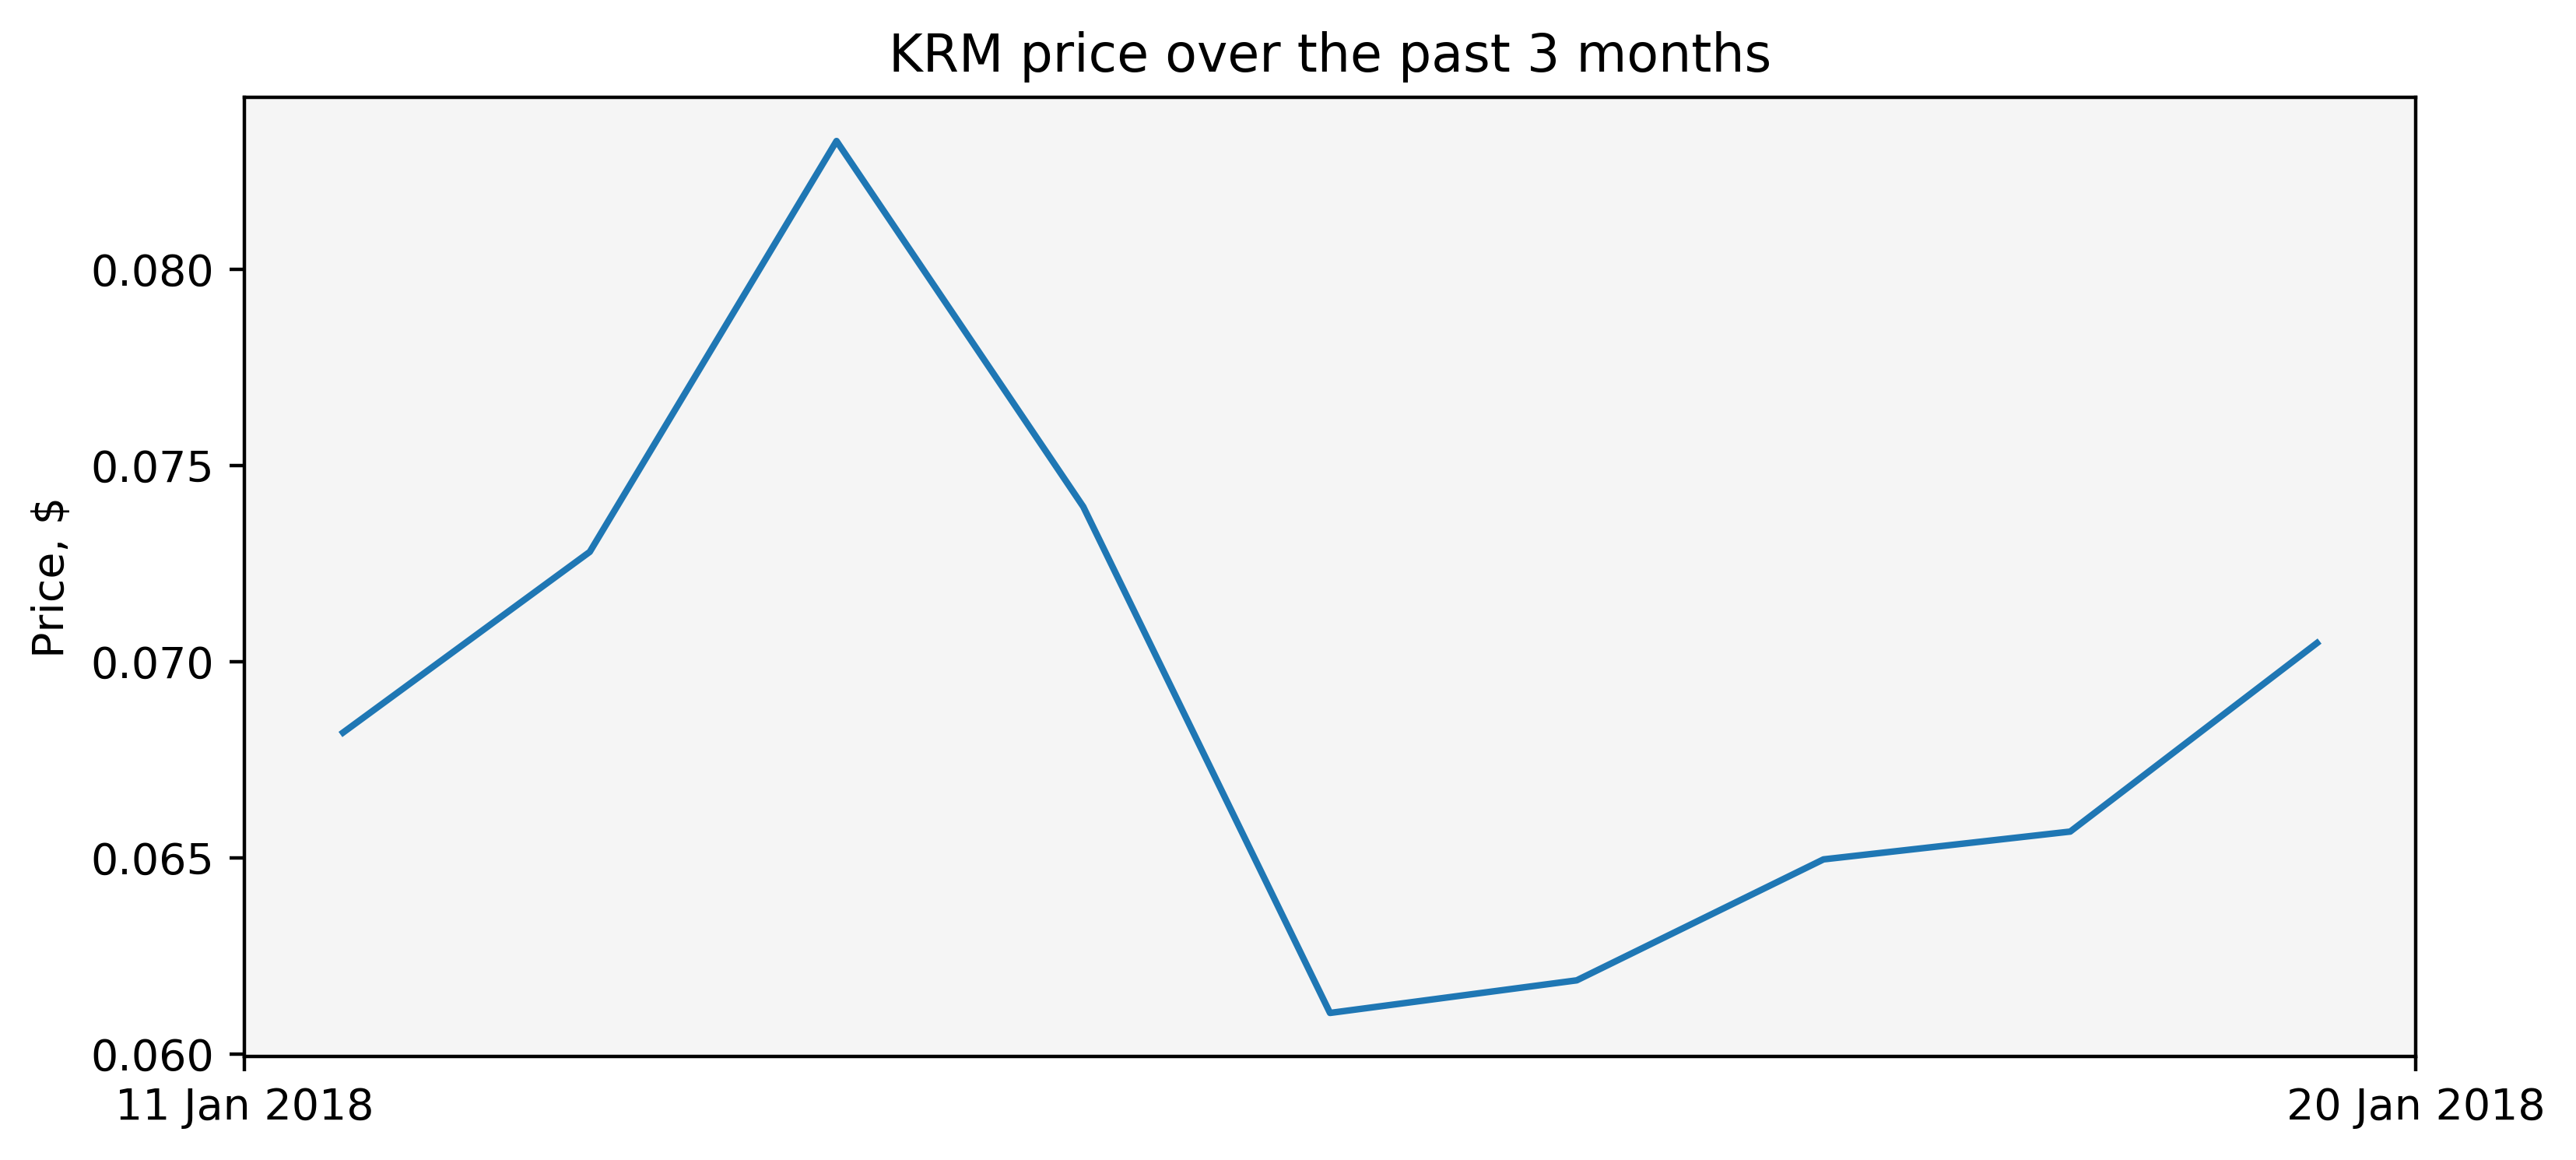 KRM price over the past 3 months
Price, $
0.080
0.075
0.070
0.065
0.060
11 Jan 2018
20 Jan 2018